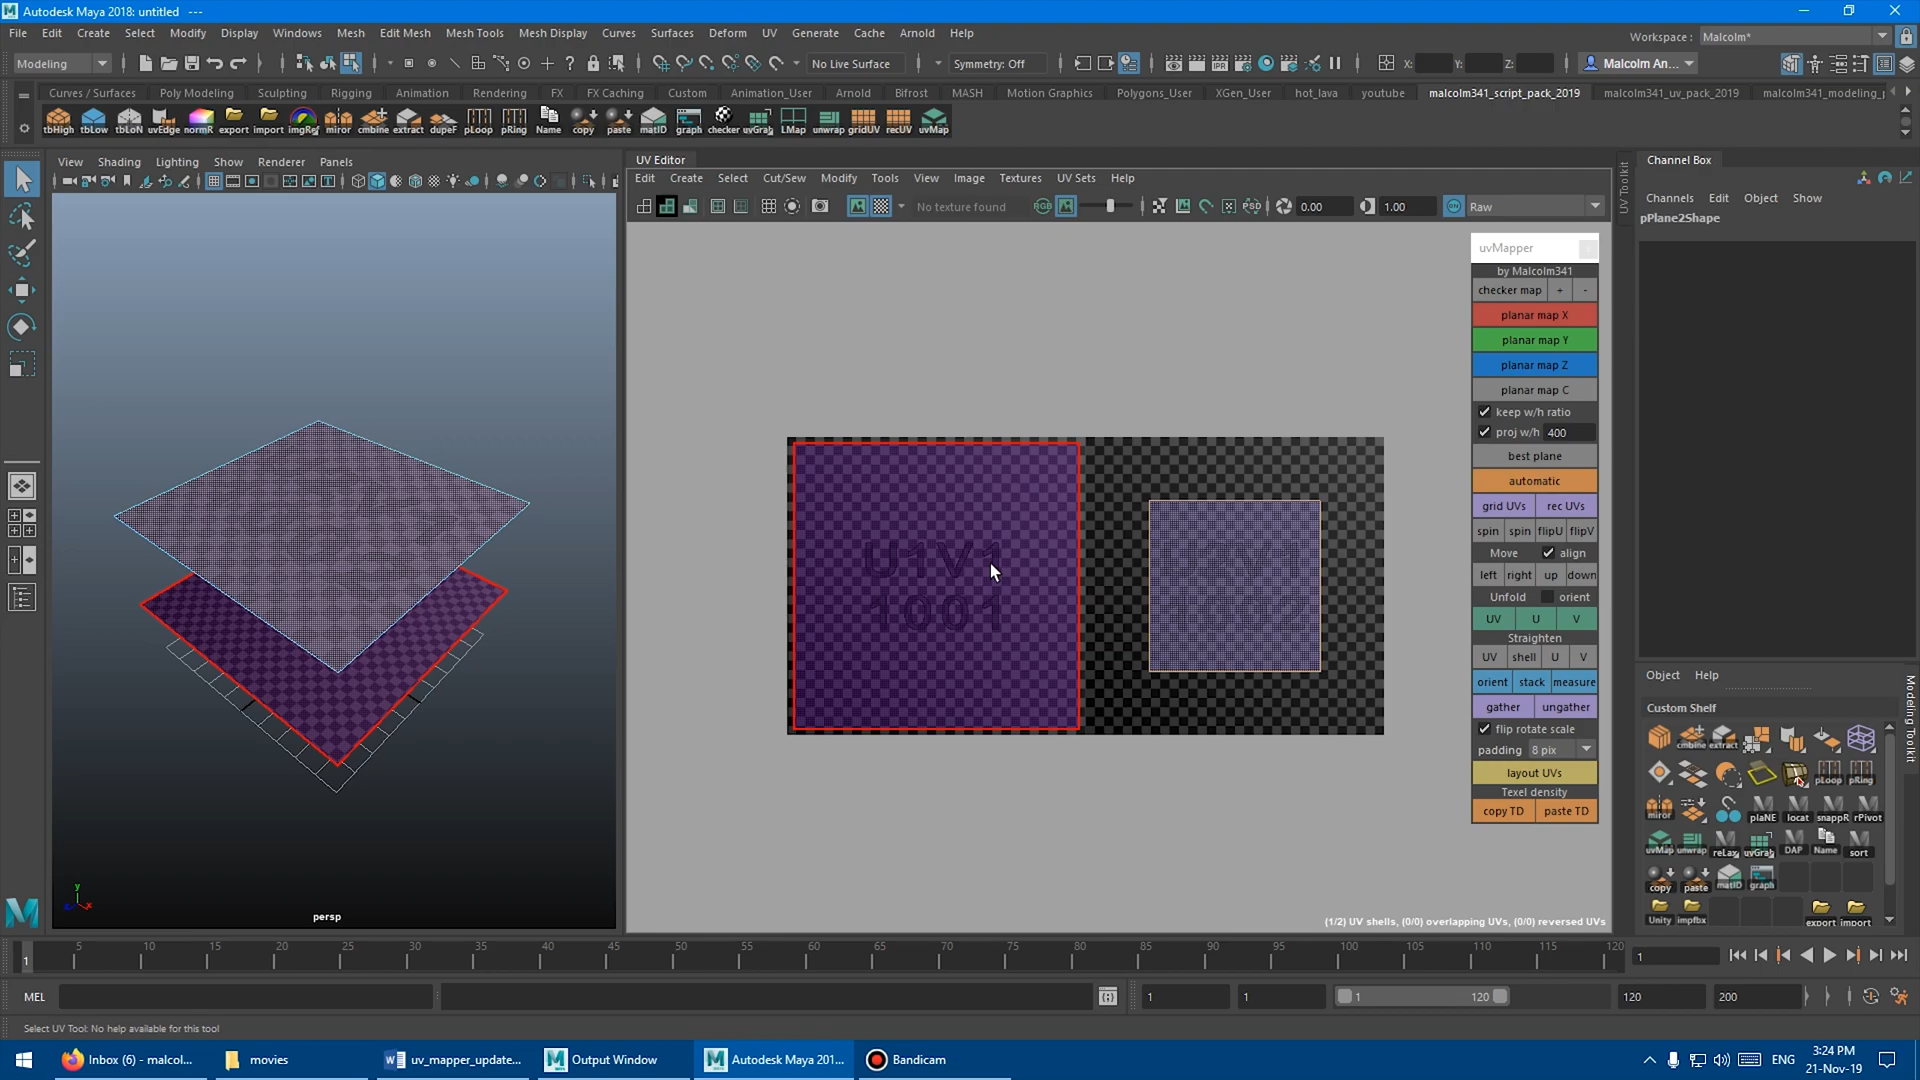 Autodesk Maya 2018: untitled   ---
File Edit Create Select Modify Display Windows Mesh Edit Mesh Mesh Tools Mesh Display Curves Surfaces Deform UV Generate Cache Arnold Help
Workspace : Malcolm*
Modeling
No Live Surface
Symmetry: Off
X: Y: Z:
Malcolm An...
Curves / Surfaces Poly Modeling Sculpting Rigging Animation Rendering FX FX Caching Custom Animation_User Arnold Bifrost MASH Motion Graphics Polygons_User XGen_User hot_lava youtube malcolm341_script_pack_2019 malcolm341_uv_pack_2019 malcolm341_modeling_p
tbHigh tbLow tbLoN uvEdge normR export import imgRef mirror cmbine extract dupeF pLoop pRing Name copy paste matID graph checker uvGrab LMap unwrap gridUV recUV uvMap
View Shading Lighting Show Renderer Panels
UV Editor
Edit Create Select Cut/Sew Modify Tools View Image Textures UV Sets Help
No texture found
RGB
PSD
0.00
1.00
ON
Raw
UV Toolkit
U1V1
1001
U2V1
1002
(1/2) UV shells, (0/0) overlapping UVs, (0/0) reversed UVs
uvMapper
by Malcolm341
checker map + -
planar map X
planar map Y
planar map Z
planar map C
keep w/h ratio
proj w/h 400
best plane
automatic
grid UVs rec UVs
spin spin flipU flipV
Move align
left right up down
Unfold orient
UV U V
Straighten
UV shell U V
orient stack measure
gather ungather
flip rotate scale
padding 8 pix
layout UVs
Texel density
copy TD paste TD
Channel Box
Channels Edit Object Show
pPlane2Shape
Object Help
Custom Shelf
cmbine extract
pLoop pRing
miror plaNE locat snappR rPivot
uvMap unwrap reLax uvGrab DAP Name sort
copy paste matID graph
Unity impfbx export import
Modeling Toolkit
y
x
z
persp
5 10 15 20 25 30 35 40 45 50 55 60 65 70 75 80 85 90 95 100 105 110 115 120
1
1
MEL
1
1
1
120
120
200
Select UV Tool: No help available for this tool
Inbox (6) - malcol...
movies
uv_mapper_update...
Output Window
Autodesk Maya 201...
Bandicam
ENG
3:24 PM
21-Nov-19